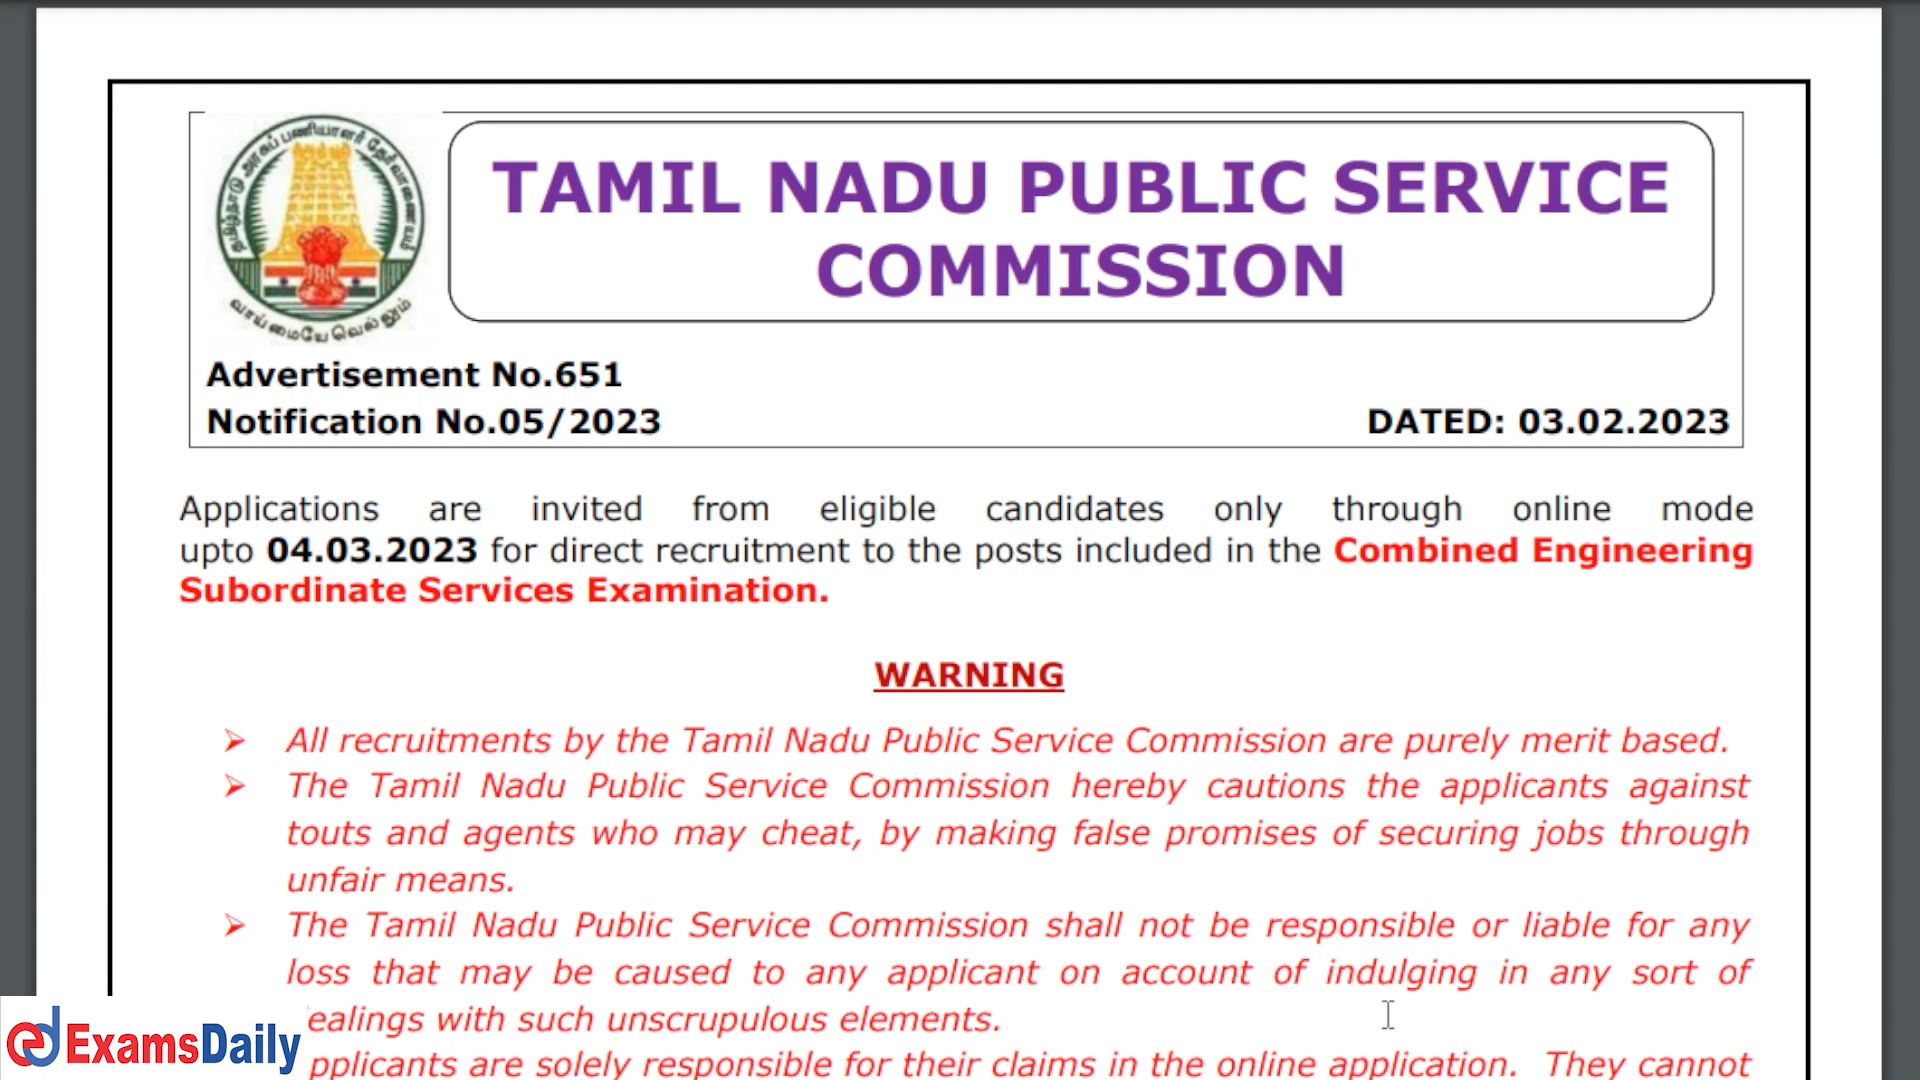 தமிழ்நாடு அரசுப் பணியாளர் தேர்வாணையம்
வாய்மையே வெல்லும்
TAMIL NADU PUBLIC SERVICE
COMMISSION
Advertisement No.651
Notification No.05/2023 DATED: 03.02.2023
Applications are invited from eligible candidates only through online mode
upto 04.03.2023 for direct recruitment to the posts included in the Combined Engineering
Subordinate Services Examination.
WARNING
➢ All recruitments by the Tamil Nadu Public Service Commission are purely merit based.
➢ The Tamil Nadu Public Service Commission hereby cautions the applicants against
touts and agents who may cheat, by making false promises of securing jobs through
unfair means.
➢ The Tamil Nadu Public Service Commission shall not be responsible or liable for any
loss that may be caused to any applicant on account of indulging in any sort of
ealings with such unscrupulous elements.
pplicants are solely responsible for their claims in the online application. They cannot
ExamsDaily